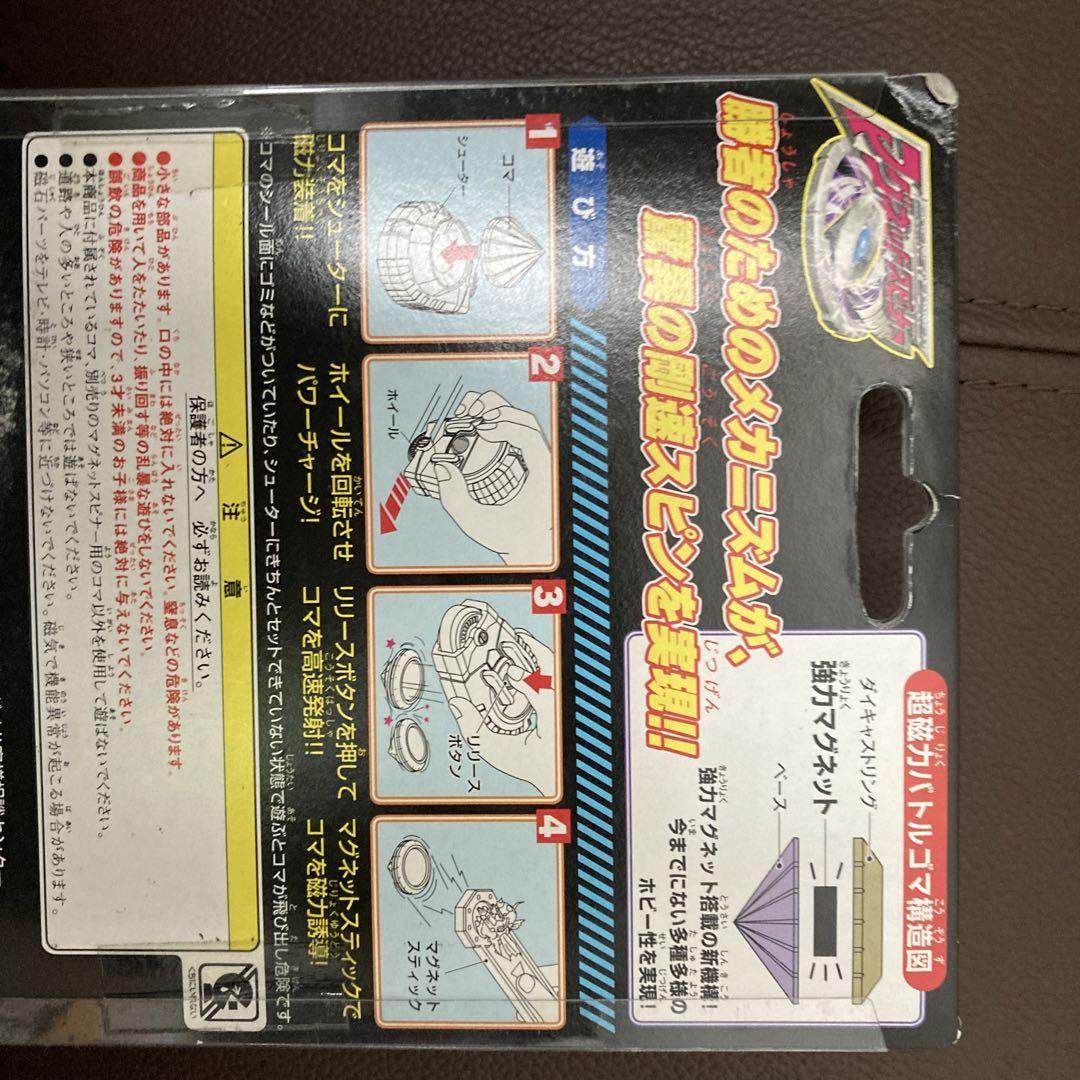 マグネットスピナー
勝者のためのメカニズムが、
驚異の剛速スピンを実現!!
超磁力バトルゴマ構造図
ダイキャストリング
強力マグネット
ベース
強力マグネット搭載の新機構!
今までにない多種多様の
ホビー性を実現!
遊び方
1
コマ
シューター
コマをシューターに
磁力装着!!
2
ホイール
ホイールを回転させ
パワーチャージ!
3
リリース
ボタン
リリースボタンを押して
コマを高速発射!!
4
マグネット
スティック
マグネットスティックで
コマを磁力誘導!
※コマのシール面にゴミなどがついていたり、シューターにきちんとセットできていない状態で遊ぶとコマが飛び出し危険です。
注意
保護者の方へ 必ずお読みください。
●小さな部品があります。口の中には絶対に入れないでください。窒息などの危険があります。
●商品を用いて人をたたいたり、振り回す等の乱暴な遊びをしないでください。
●誤飲の危険がありますので、3才未満のお子様には絶対に与えないでください。
●本商品に付属されているコマ、別売りのマグネットスピナー用のコマ以外を使用して遊ばないでください。
●道路や人の多いところや狭いところでは遊ばないでください。
●磁石パーツをテレビ・時計・パソコン等に近づけないでください。磁気で機能異常が起こる場合があります。
くちにいれない